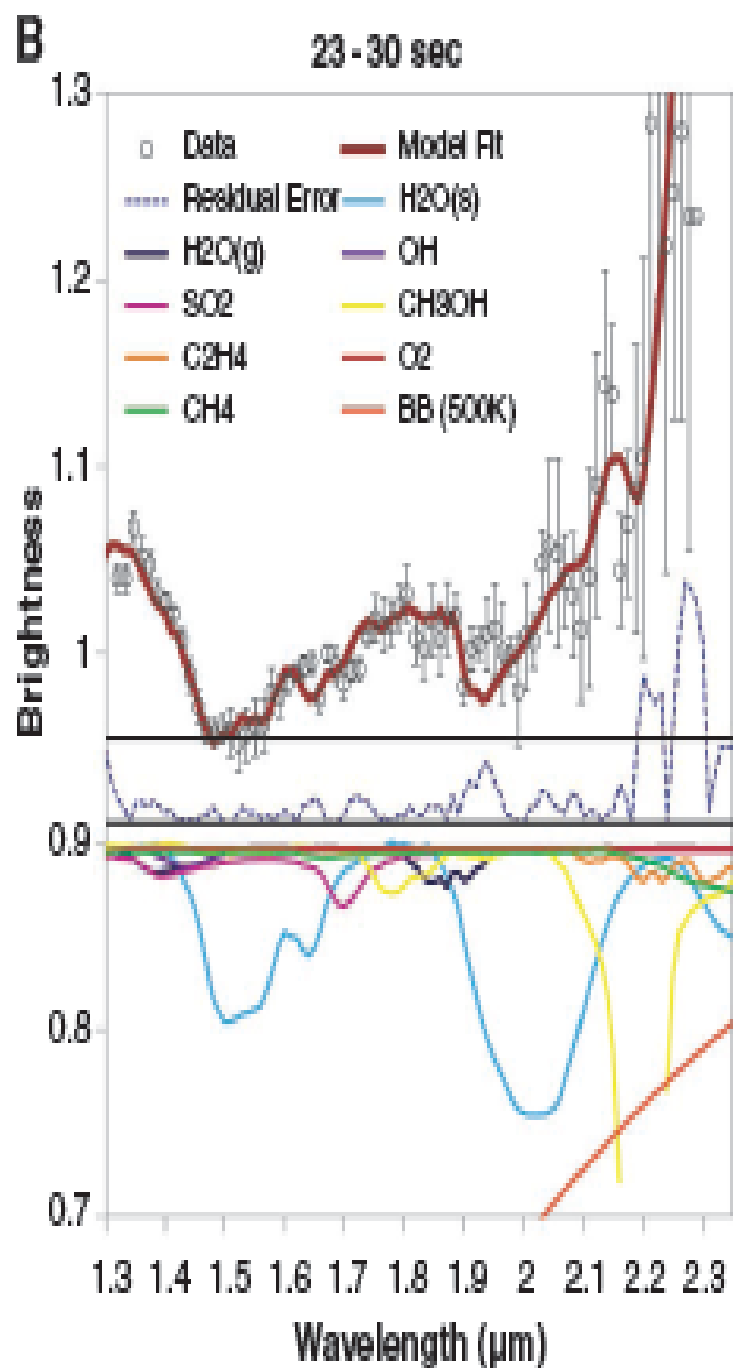 B
23 - 30 sec
1.3
1.2
1.1
1
0.9
0.8
0.7
Brightness
Data
Model Fit
Residual Error
H2O(s)
H2O(g)
OH
SO2
CH3OH
C2H4
O2
CH4
BB (500K)
1.3 1.4 1.5 1.6 1.7 1.8 1.9 2 2.1 2.2 2.3
Wavelength (µm)